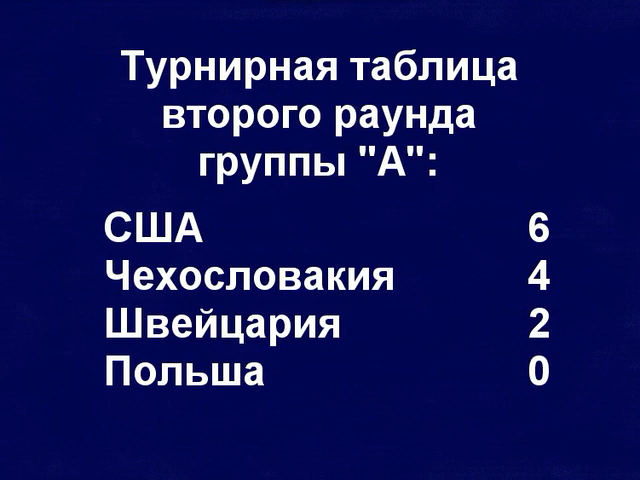 Турнирная таблица
второго раунда
группы "А":
США 6
Чехословакия 4
Швейцария 2
Польша 0